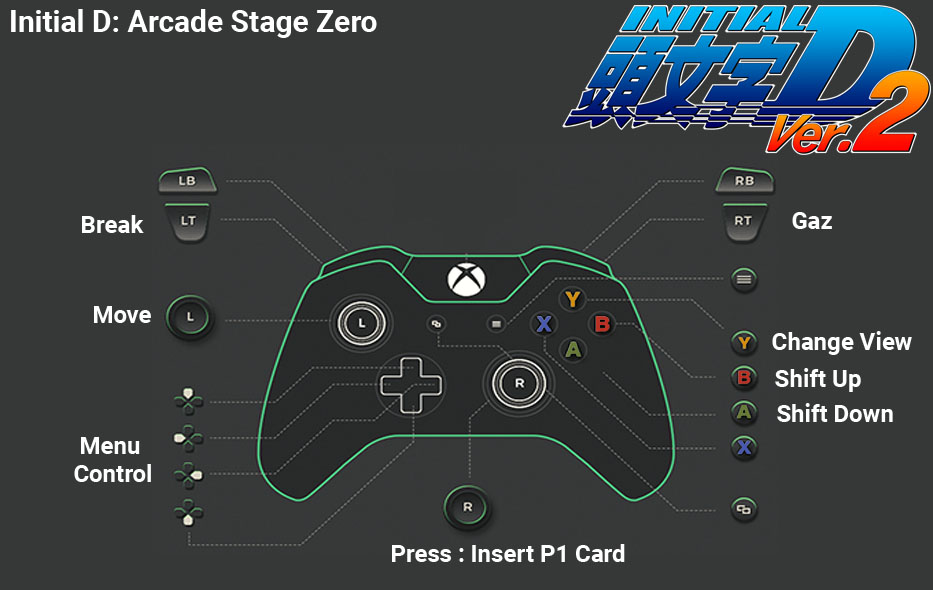 Initial D: Arcade Stage Zero
INITIAL
頭文字D
Ver.2
LB
RB
LT
RT
Break
Gaz
Move
L
L
Y
X
B
A
R
Y
Change View
B
Shift Up
A
Shift Down
X
Menu
Control
R
Press : Insert P1 Card